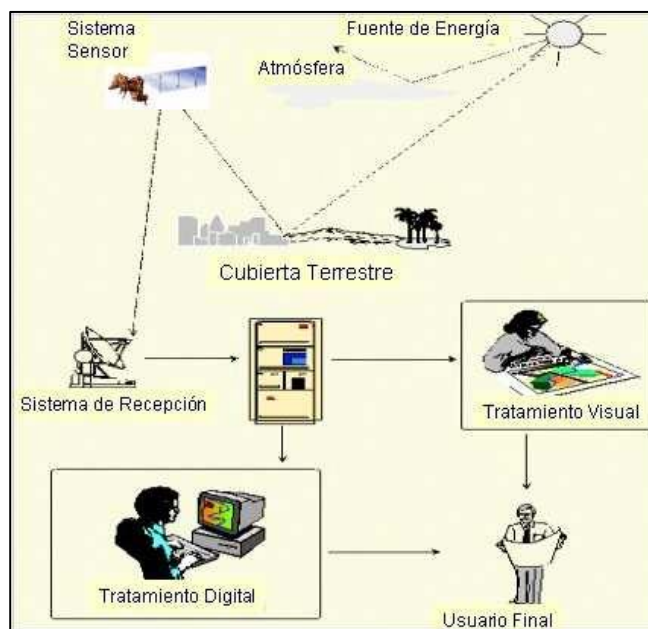 Sistema
Sensor
Fuente de Energía
Atmósfera
Cubierta Terrestre
Sistema de Recepción
Tratamiento Visual
Tratamiento Digital
Usuario Final